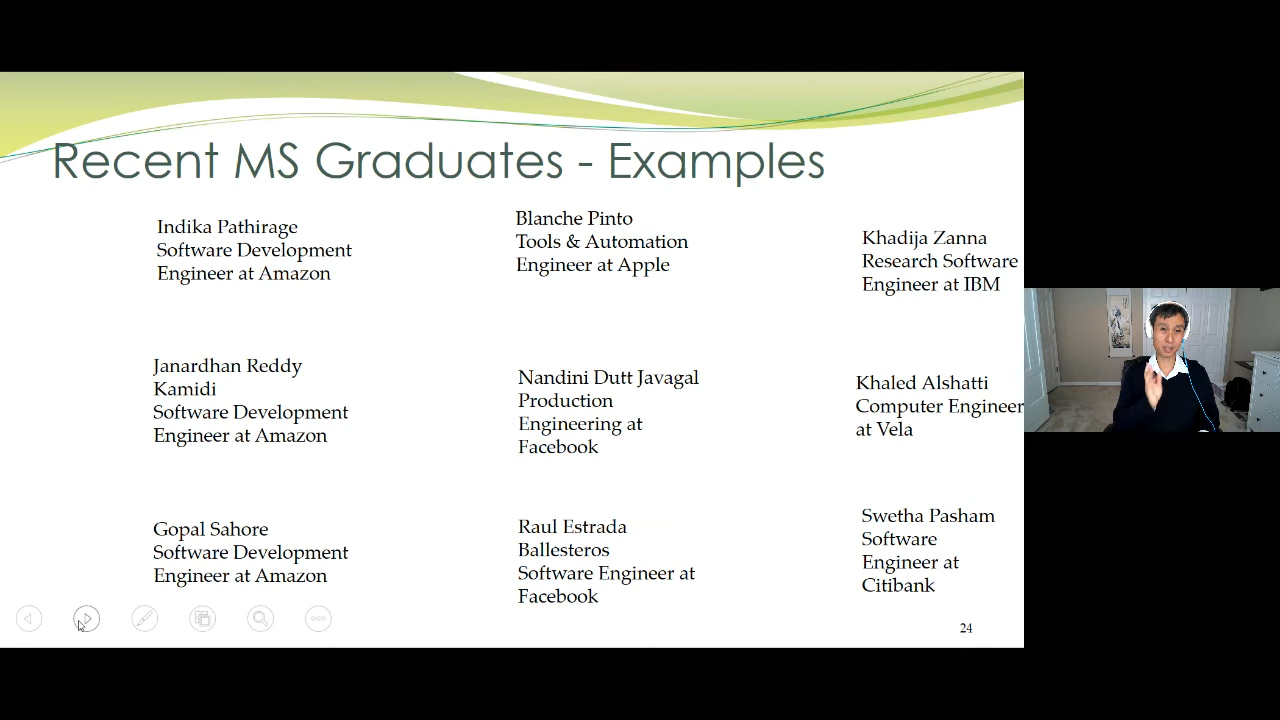 Recent MS Graduates - Examples
Indika Pathirage
Software Development
Engineer at Amazon
Blanche Pinto
Tools & Automation
Engineer at Apple
Khadija Zanna
Research Software
Engineer at IBM
Janardhan Reddy
Kamidi
Software Development
Engineer at Amazon
Nandini Dutt Javagal
Production
Engineering at
Facebook
Khaled Alshatti
Computer Engineer
at Vela
Gopal Sahore
Software Development
Engineer at Amazon
Raul Estrada
Ballesteros
Software Engineer at
Facebook
Swetha Pasham
Software
Engineer at
Citibank
24